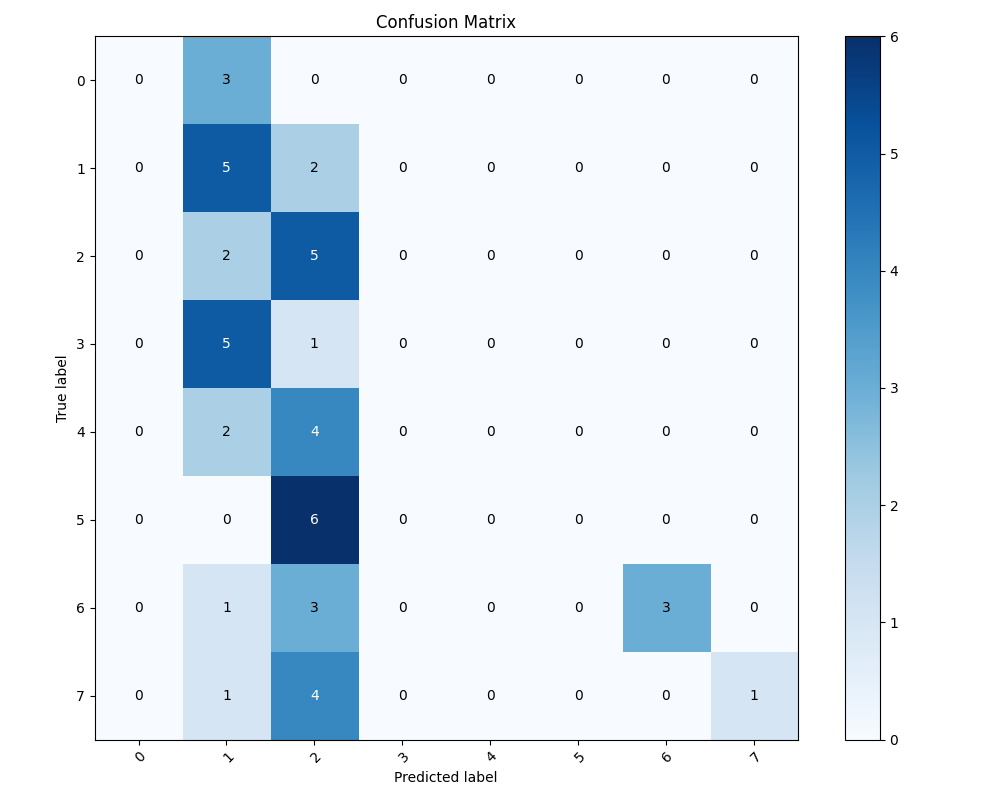 Confusion Matrix
0 0 3 0 0 0 0 0 0
1 0 5 2 0 0 0 0 0
2 0 2 5 0 0 0 0 0
3 0 5 1 0 0 0 0 0
4 0 2 4 0 0 0 0 0
5 0 0 6 0 0 0 0 0
6 0 1 3 0 0 0 3 0
7 0 1 4 0 0 0 0 1
0 1 2 3 4 5 6 7
True label
Predicted label
6
5
4
3
2
1
0